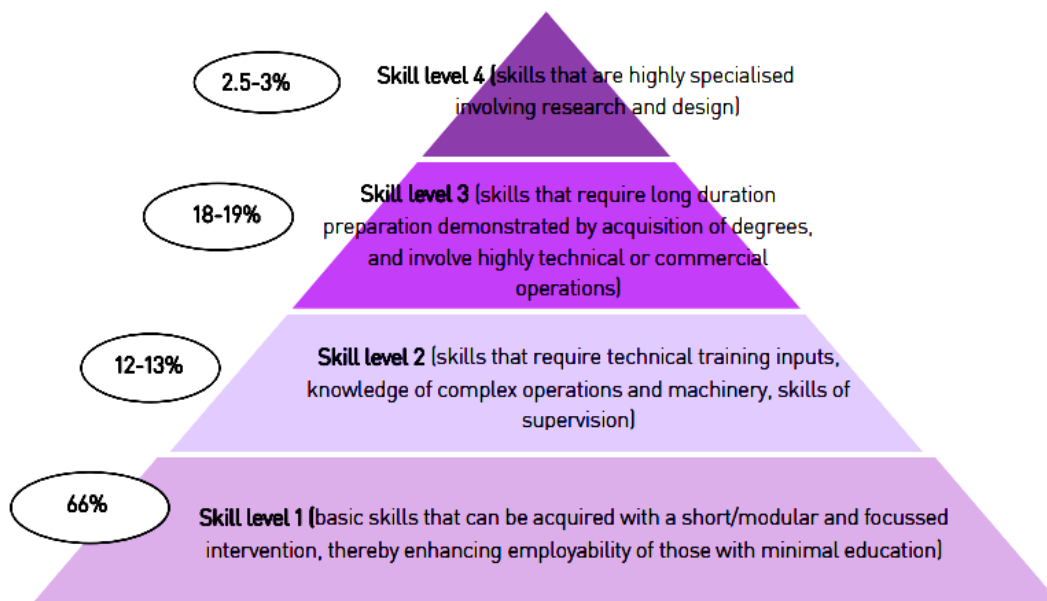 2.5-3%
Skill level 4 (skills that are highly specialised
involving research and design)
18-19%
Skill level 3 (skills that require long duration
preparation demonstrated by acquisition of degrees,
and involve highly technical or commercial
operations)
12-13%
Skill level 2 (skills that require technical training inputs,
knowledge of complex operations and machinery, skills of
supervision)
66%
Skill level 1 (basic skills that can be acquired with a short/modular and focussed
intervention, thereby enhancing employability of those with minimal education)